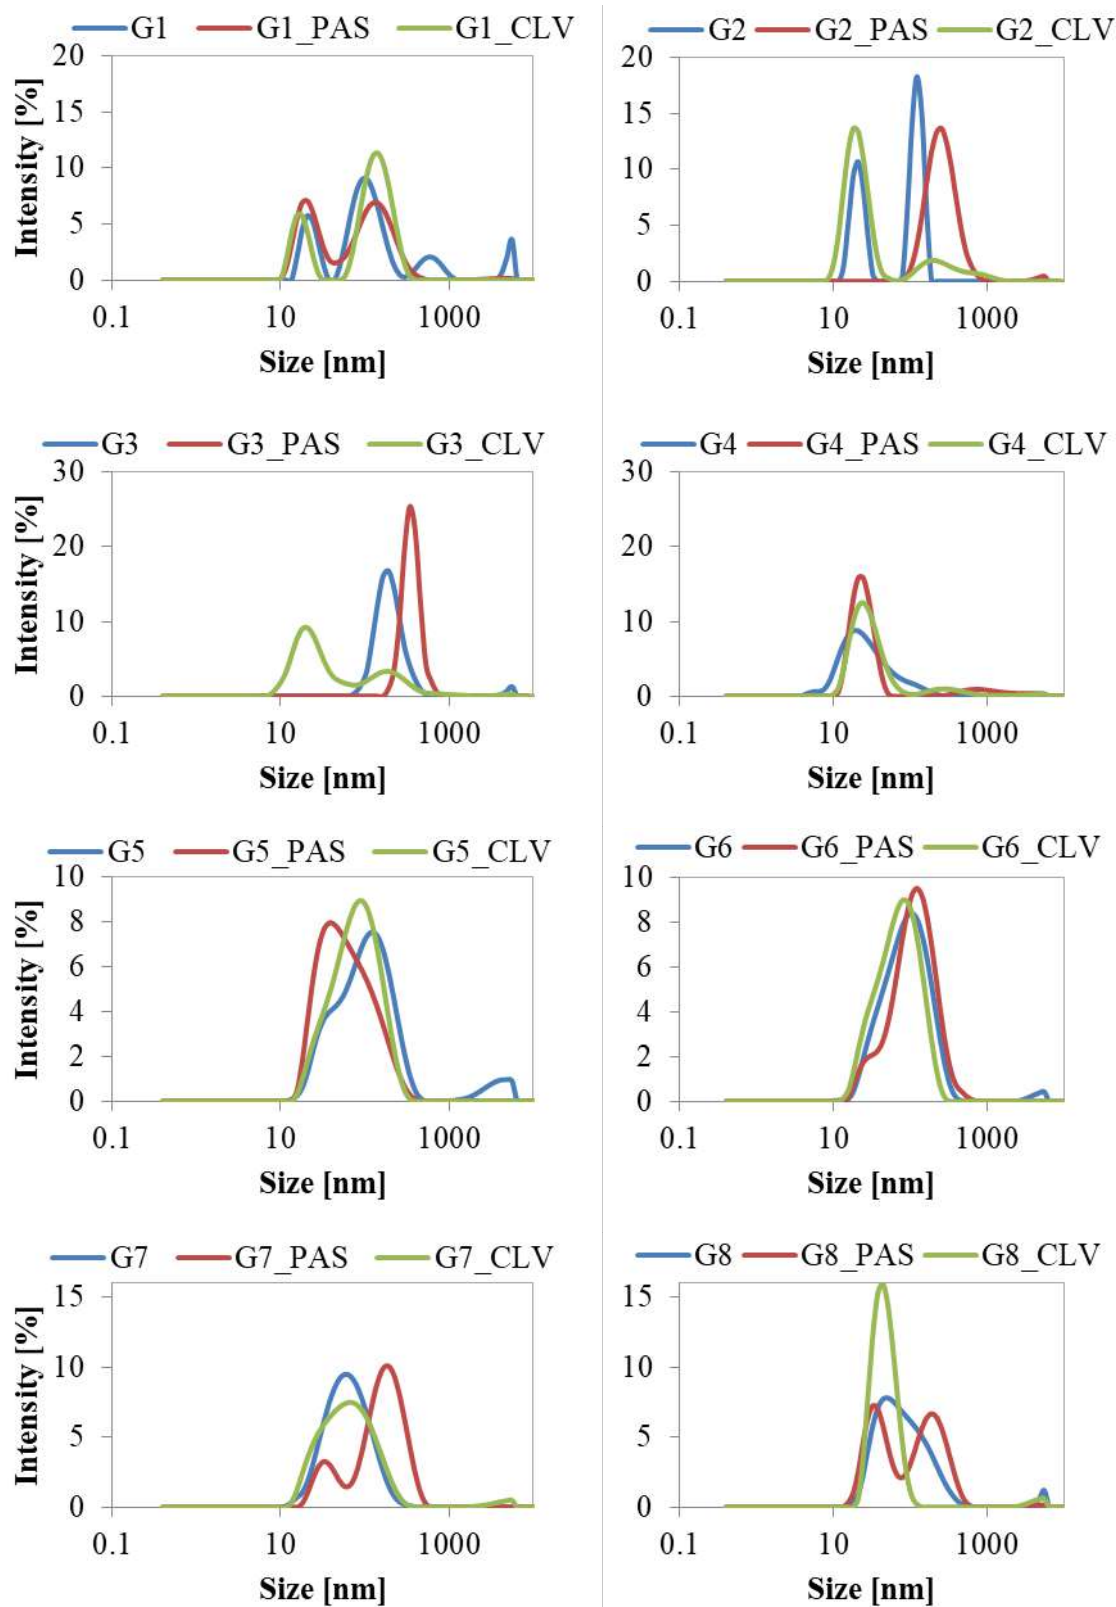 G1 G1_PAS G1_CLV
Intensity [%]
20
15
10
5
0
0.1 10 1000
Size [nm]
G2 G2_PAS G2_CLV
20
15
10
5
0
0.1 10 1000
Size [nm]
G3 G3_PAS G3_CLV
Intensity [%]
30
20
10
0
0.1 10 1000
Size [nm]
G4 G4_PAS G4_CLV
30
20
10
0
0.1 10 1000
Size [nm]
G5 G5_PAS G5_CLV
Intensity [%]
10
8
6
4
2
0
0.1 10 1000
Size [nm]
G6 G6_PAS G6_CLV
10
8
6
4
2
0
0.1 10 1000
Size [nm]
G7 G7_PAS G7_CLV
Intensity [%]
15
10
5
0
0.1 10 1000
Size [nm]
G8 G8_PAS G8_CLV
15
10
5
0
0.1 10 1000
Size [nm]